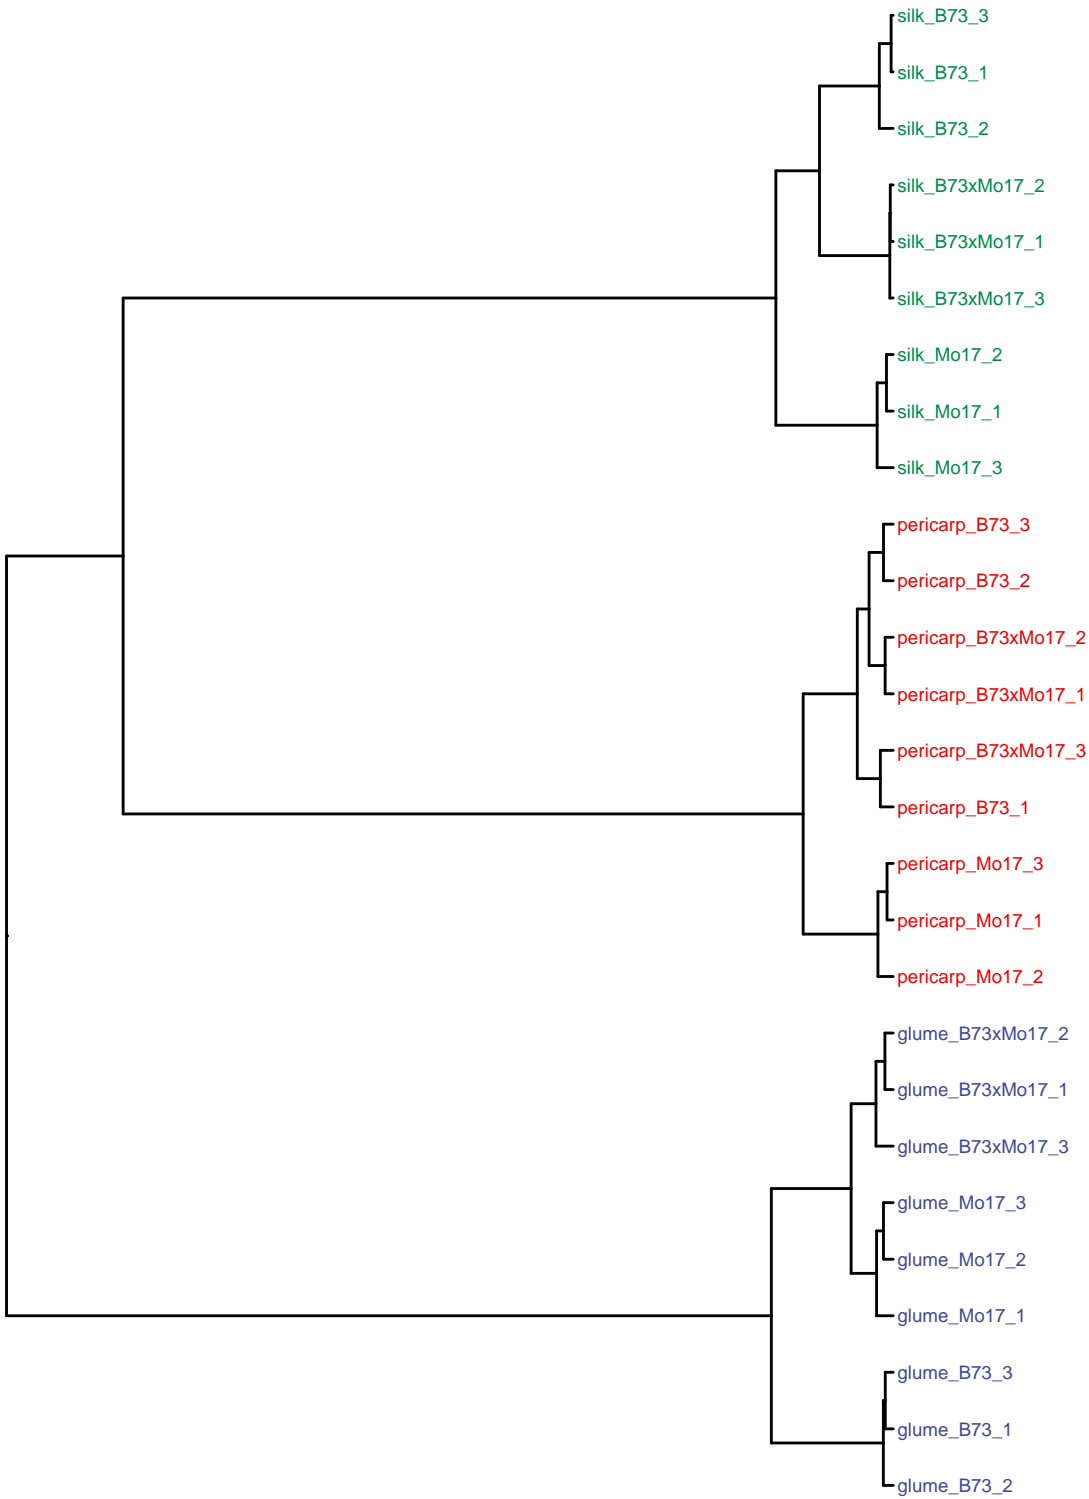 silk_B73_3
silk_B73_1
silk_B73_2
silk_B73xMo17_2
silk_B73xMo17_1
silk_B73xMo17_3
silk_Mo17_2
silk_Mo17_1
silk_Mo17_3
pericarp_B73_3
pericarp_B73_2
pericarp_B73xMo17_2
pericarp_B73xMo17_1
pericarp_B73xMo17_3
pericarp_B73_1
pericarp_Mo17_3
pericarp_Mo17_1
pericarp_Mo17_2
glume_B73xMo17_2
glume_B73xMo17_1
glume_B73xMo17_3
glume_Mo17_3
glume_Mo17_2
glume_Mo17_1
glume_B73_3
glume_B73_1
glume_B73_2